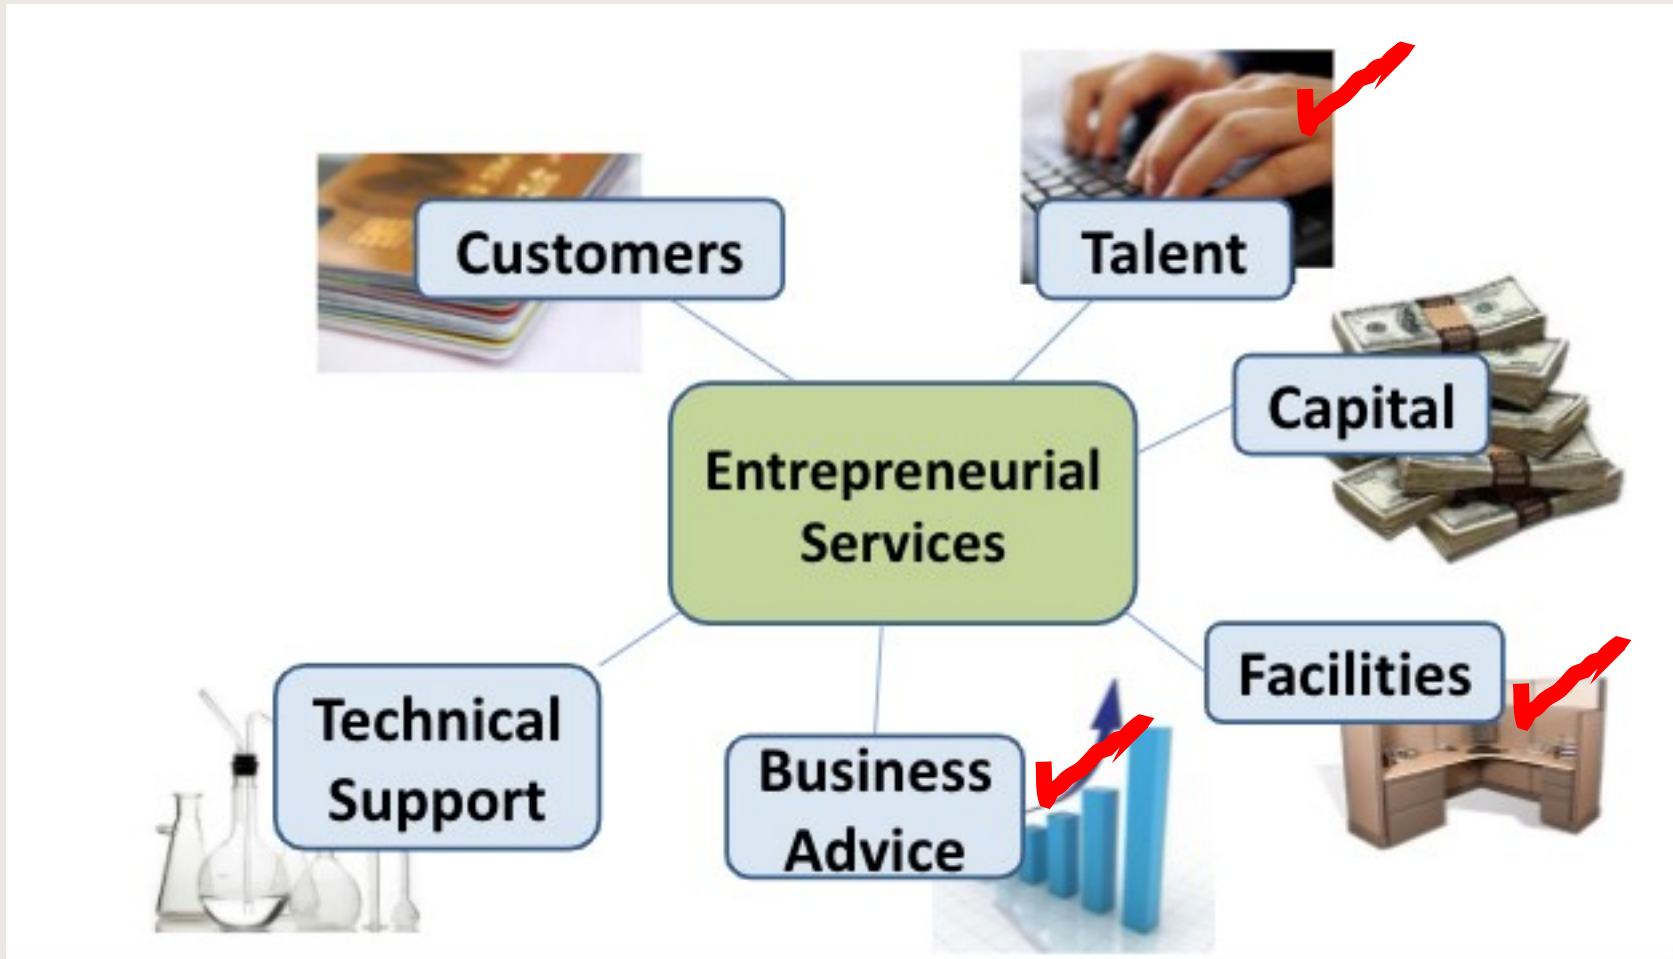 Customers
Talent
Capital
Entrepreneurial
Services
Facilities
Technical
Support
Business
Advice